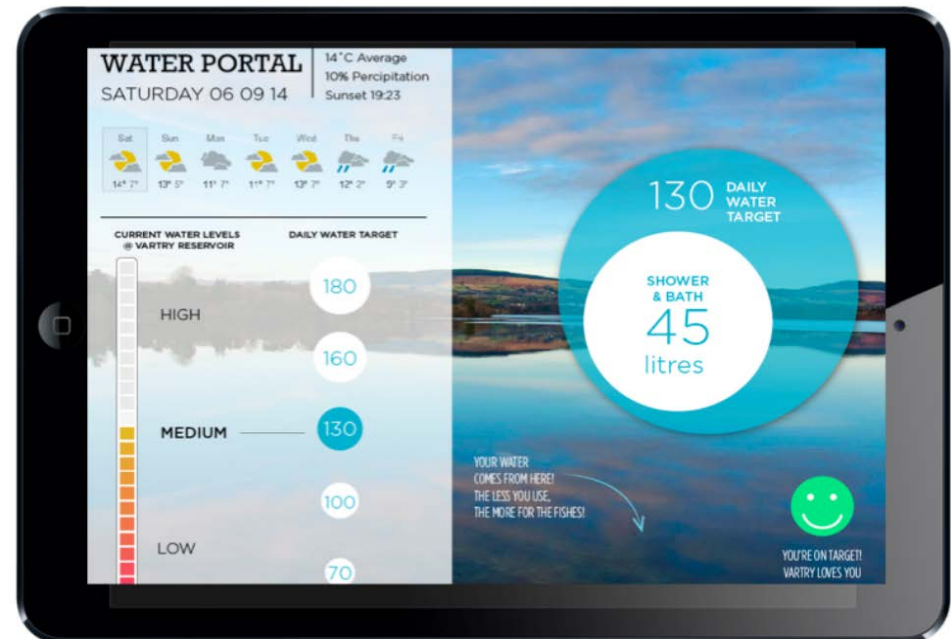 WATER PORTAL
SATURDAY 06 09 14
14°C Average
10% Percipitation
Sunset 19:23
Sat Sun Mon Tue Wed Thu Fri
14° 7° 13° 5° 11° 7° 11° 7° 13° 7° 12° 2° 9° 3°
CURRENT WATER LEVELS
@ VARTRY RESERVOIR
DAILY WATER TARGET
180
HIGH
160
MEDIUM
130
100
LOW
70
130 DAILY
WATER
TARGET
SHOWER
& BATH
45
litres
YOUR WATER
COMES FROM HERE!
THE LESS YOU USE,
THE MORE FOR THE FISHES!
YOU'RE ON TARGET!
VARTRY LOVES YOU